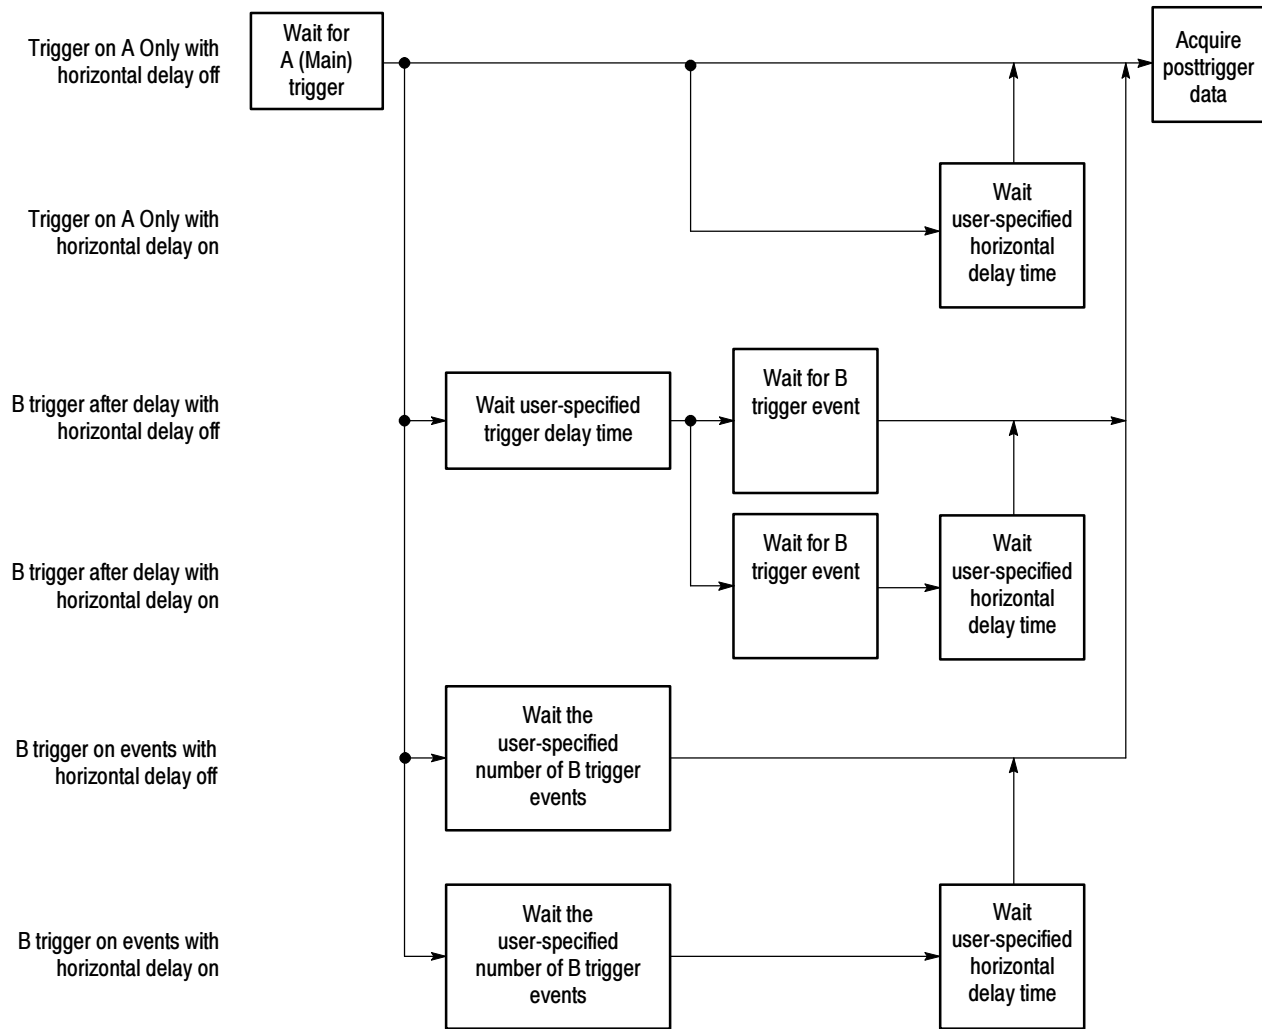 Trigger on A Only with
horizontal delay off
Wait for
A (Main)
trigger
Acquire
posttrigger
data
Trigger on A Only with
horizontal delay on
Wait
user-specified
horizontal
delay time
B trigger after delay with
horizontal delay off
Wait user-specified
trigger delay time
Wait for B
trigger event
B trigger after delay with
horizontal delay on
Wait for B
trigger event
Wait
user-specified
horizontal
delay time
B trigger on events with
horizontal delay off
Wait the
user-specified
number of B trigger
events
B trigger on events with
horizontal delay on
Wait the
user-specified
number of B trigger
events
Wait
user-specified
horizontal
delay time